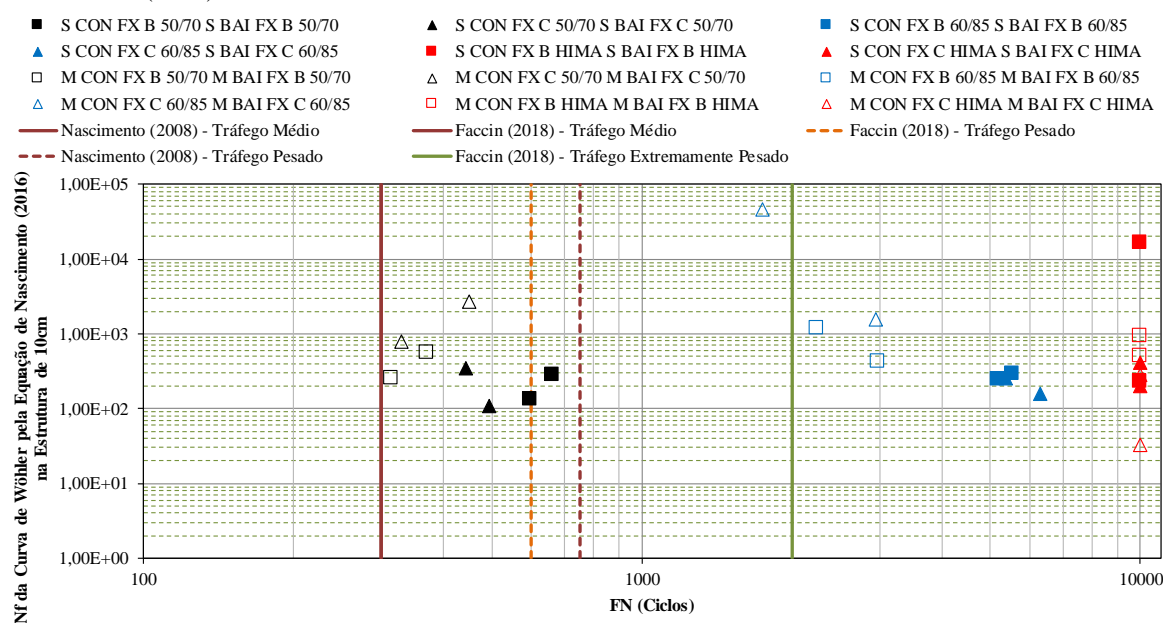 S CON FX B 50/70 S BAI FX B 50/70
S CON FX C 50/70 S BAI FX C 50/70
S CON FX B 60/85 S BAI FX B 60/85
S CON FX C 60/85 S BAI FX C 60/85
S CON FX B HIMA S BAI FX B HIMA
S CON FX C HIMA S BAI FX C HIMA
M CON FX B 50/70 M BAI FX B 50/70
M CON FX C 50/70 M BAI FX C 50/70
M CON FX B 60/85 M BAI FX B 60/85
M CON FX C 60/85 M BAI FX C 60/85
M CON FX B HIMA M BAI FX B HIMA
M CON FX C HIMA M BAI FX C HIMA
Nascimento (2008) - Tráfego Médio
Faccin (2018) - Tráfego Médio
Faccin (2018) - Tráfego Pesado
Nascimento (2008) - Tráfego Pesado
Faccin (2018) - Tráfego Extremamente Pesado
Nf da Curva de Wöhler pela Equação de Nascimento (2016)
na Estrutura de 10cm
1,00E+05
1,00E+04
1,00E+03
1,00E+02
1,00E+01
1,00E+00
100
1000
10000
FN (Ciclos)